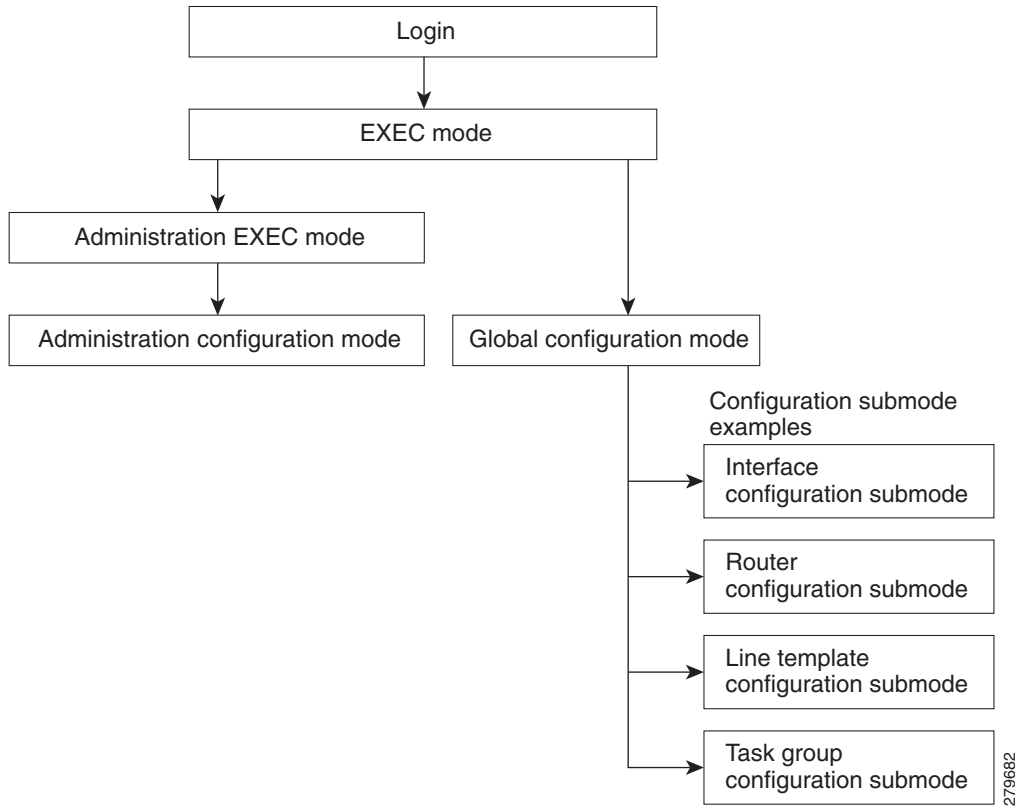 Login
EXEC mode
Administration EXEC mode
Administration configuration mode
Global configuration mode
Configuration submode
examples
Interface
configuration submode
Router
configuration submode
Line template
configuration submode
Task group
configuration submode
279682